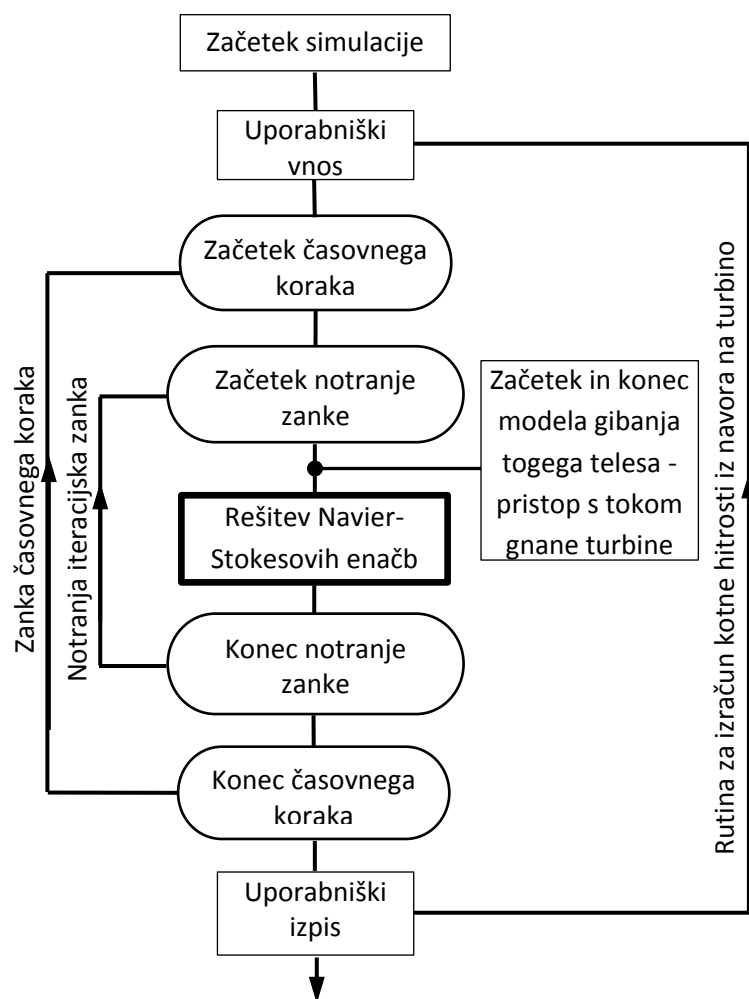 Začetek simulacije
Uporabniški
vnos
Začetek časovnega
koraka
Začetek notranje
zanke
Začetek in konec
modela gibanja
togega telesa -
pristop s tokom
gnane turbine
Rešitev Navier-
Stokesovih enačb
Konec notranje
zanke
Konec časovnega
koraka
Uporabniški
izpis
Zanka časovnega koraka
Notranja iteracijska zanka
Rutina za izračun kotne hitrosti iz navora na turbino